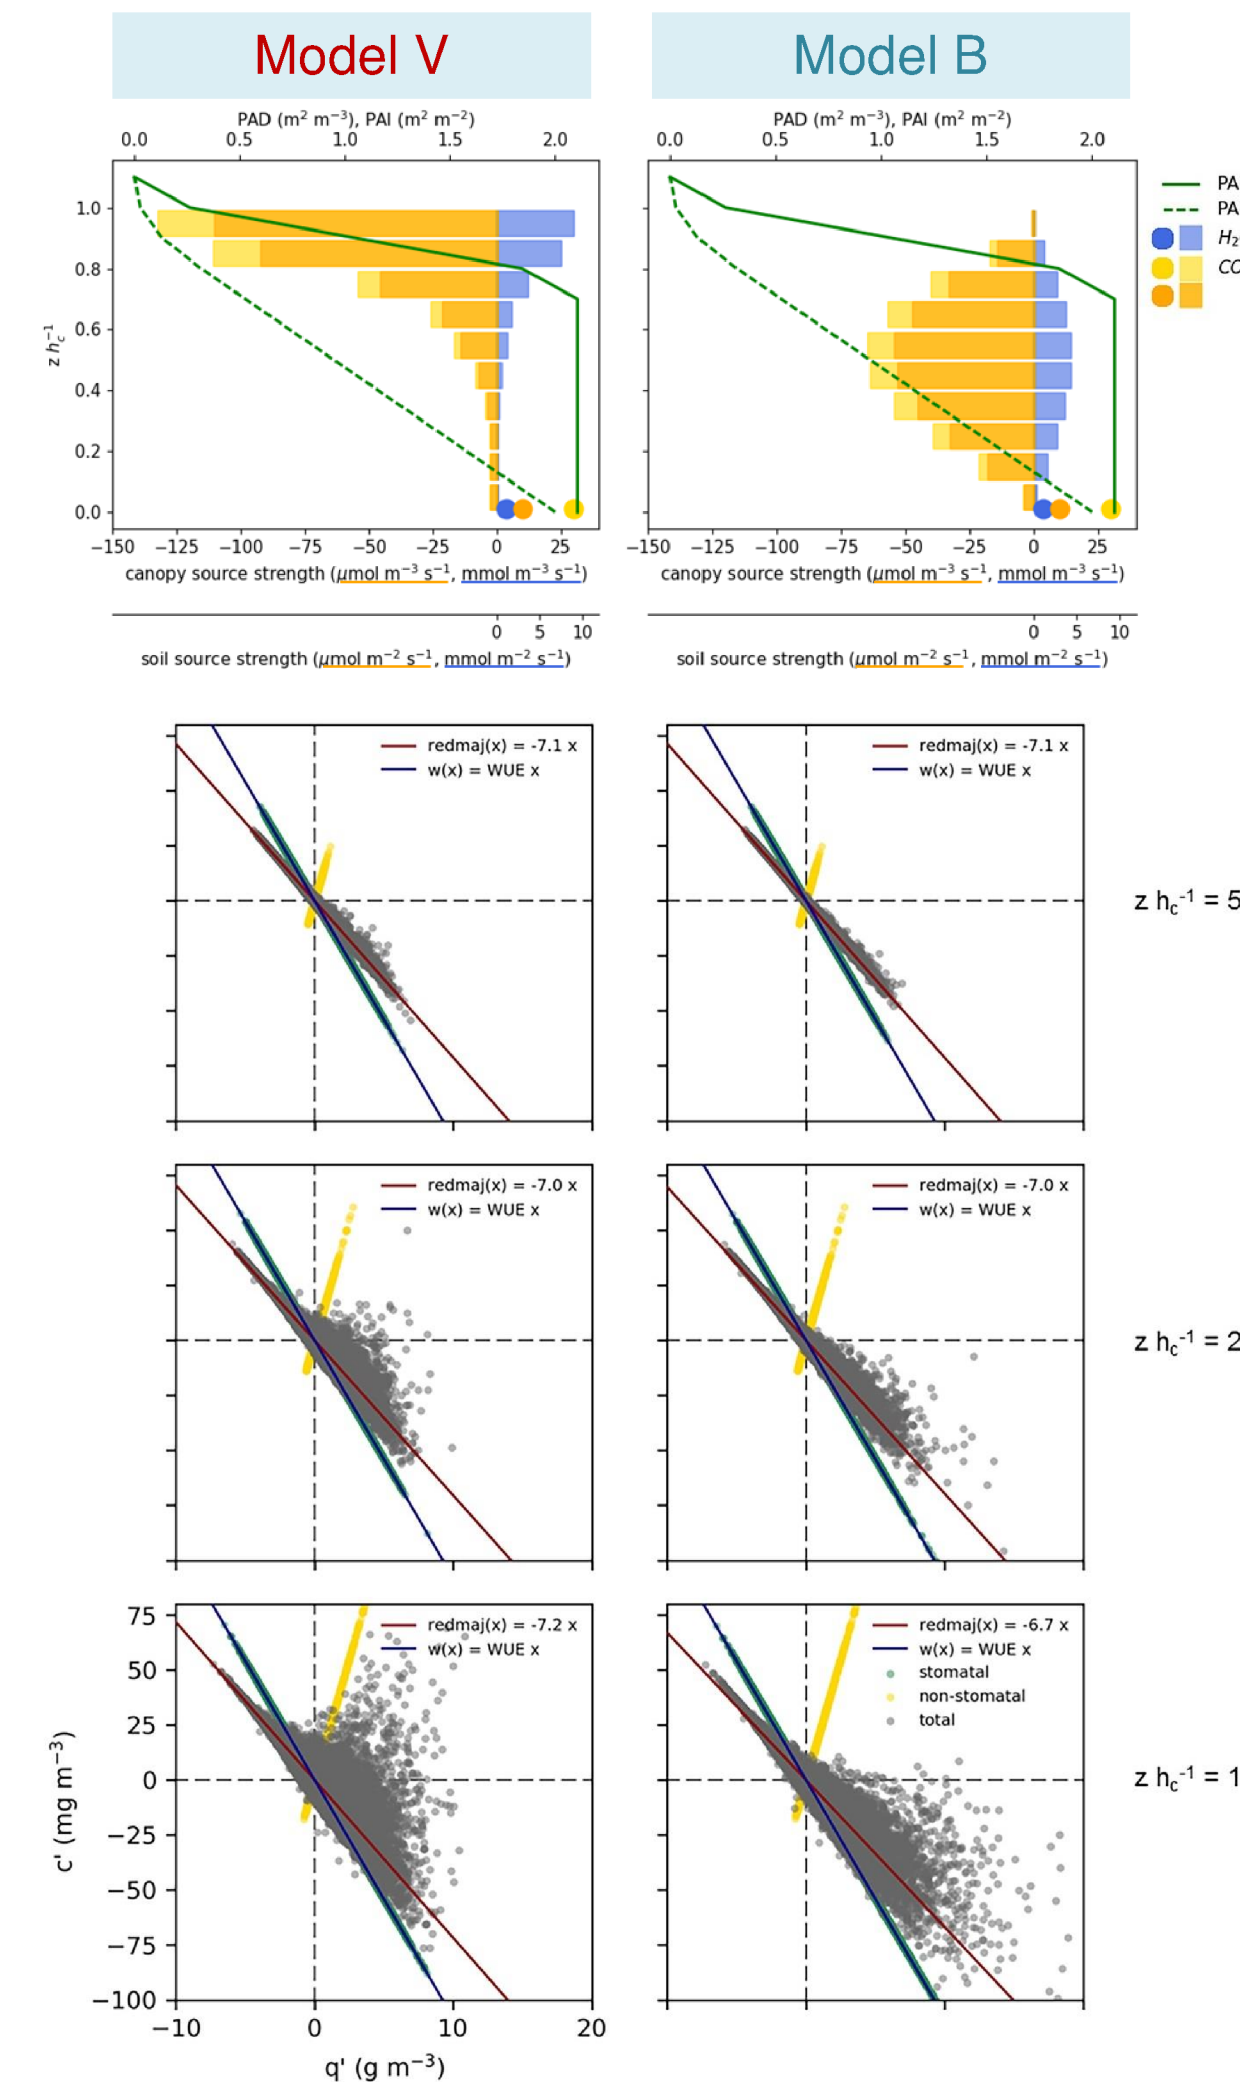 Model V
Model B
PAD (m² m⁻³), PAI (m² m⁻²)
PAD (m² m⁻³), PAI (m² m⁻²)
0.0 0.5 1.0 1.5 2.0
0.0 0.5 1.0 1.5 2.0
PA
PA
H₂
CO
1.0
0.8
0.6
0.4
0.2
0.0
z h_c⁻¹
−150 −125 −100 −75 −50 −25 0 25
−150 −125 −100 −75 −50 −25 0 25
canopy source strength (μmol m⁻³ s⁻¹, mmol m⁻³ s⁻¹)
canopy source strength (μmol m⁻³ s⁻¹, mmol m⁻³ s⁻¹)
0 5 10
0 5 10
soil source strength (μmol m⁻² s⁻¹, mmol m⁻² s⁻¹)
soil source strength (μmol m⁻² s⁻¹, mmol m⁻² s⁻¹)
redmaj(x) = -7.1 x
w(x) = WUE x
redmaj(x) = -7.1 x
w(x) = WUE x
z h_c⁻¹ = 5
redmaj(x) = -7.0 x
w(x) = WUE x
redmaj(x) = -7.0 x
w(x) = WUE x
z h_c⁻¹ = 2
redmaj(x) = -7.2 x
w(x) = WUE x
redmaj(x) = -6.7 x
w(x) = WUE x
stomatal
non-stomatal
total
z h_c⁻¹ = 1
75
50
25
0
−25
−50
−75
−100
c' (mg m⁻³)
−10 0 10 20
q' (g m⁻³)